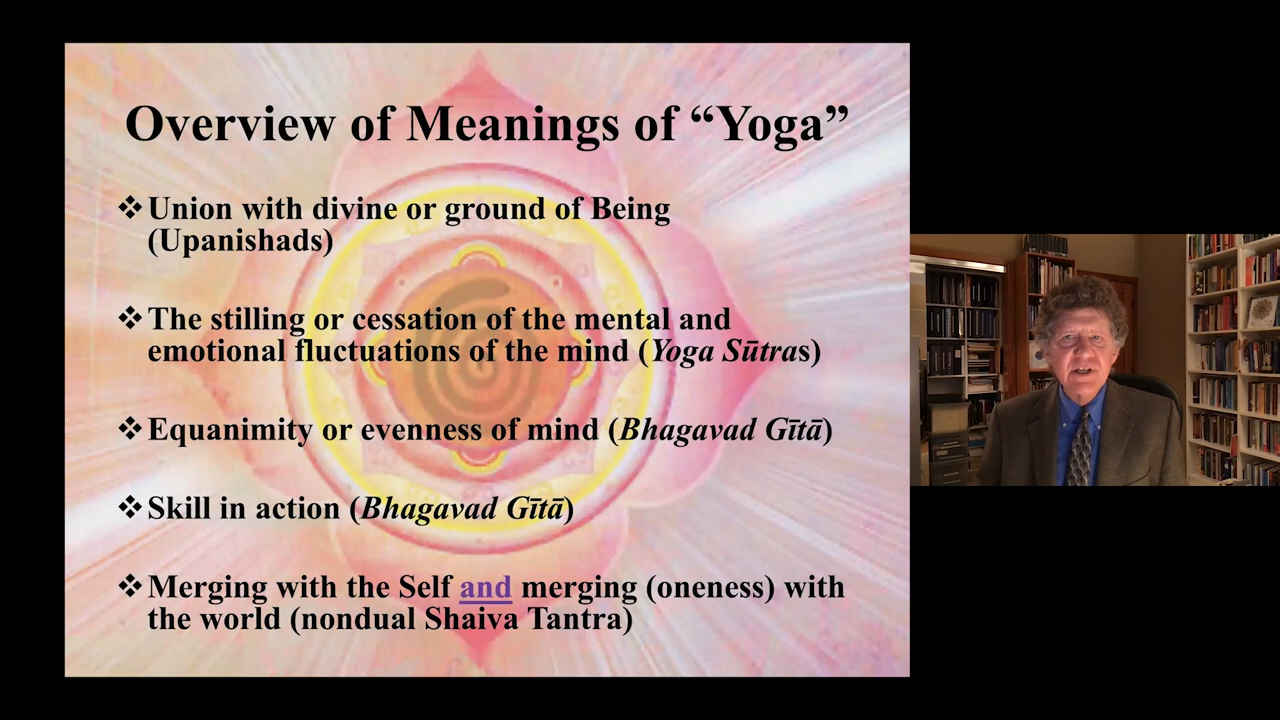 Overview of Meanings of “Yoga”
❖Union with divine or ground of Being
(Upanishads)
❖The stilling or cessation of the mental and
emotional fluctuations of the mind (Yoga Sūtras)
❖Equanimity or evenness of mind (Bhagavad Gītā)
❖Skill in action (Bhagavad Gītā)
❖Merging with the Self and merging (oneness) with
the world (nondual Shaiva Tantra)